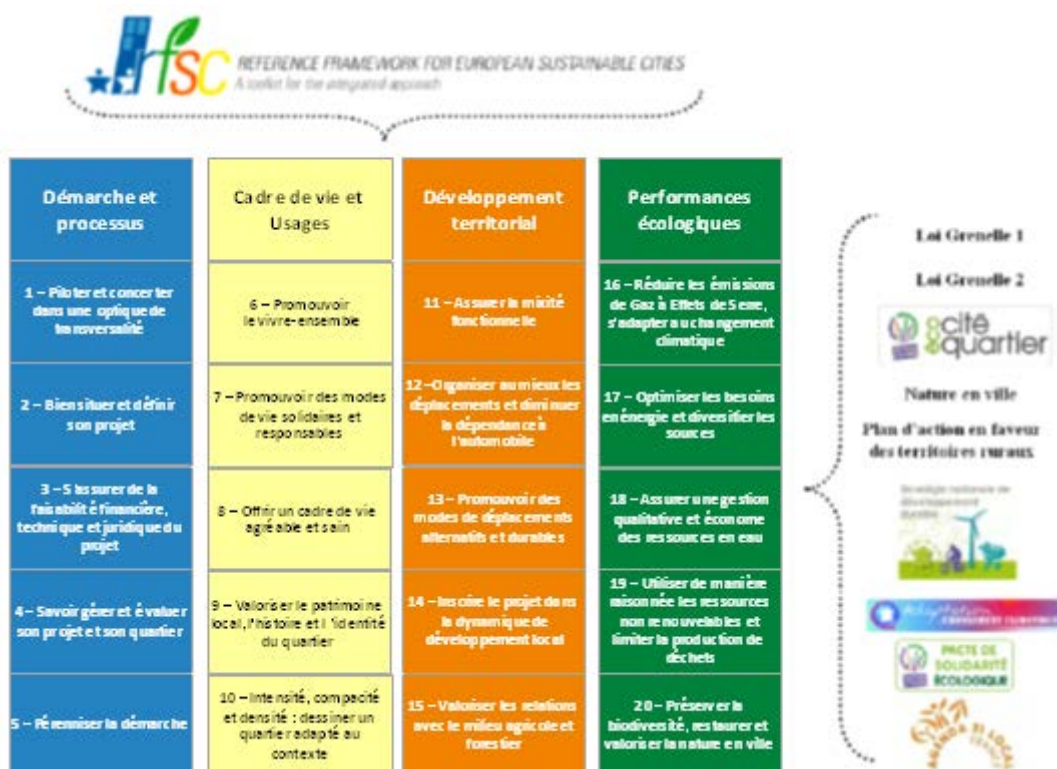 rfsc REFERENCE FRAMEWORK FOR EUROPEAN SUSTAINABLE CITIES
A toolkit for the integrated approach
Démarche et
processus
1 – Piloter et concerter
dans une optique de
transversalité
2 – Bien situer et définir
son projet
3 – S'assurer de la
faisabilité financière,
technique et juridique du
projet
4 – Savoir gérer et évaluer
son projet et son quartier
5 – Pérenniser la démarche
Cadre de vie et
Usages
6 – Promouvoir
le vivre-ensemble
7 – Promouvoir des modes
de vie solidaires et
responsables
8 – Offrir un cadre de vie
agréable et sain
9 – Valoriser le patrimoine
local, l'histoire et l'identité
du quartier
10 – Intensité, compacité
et densité : dessiner un
quartier adapté au
contexte
Développement
territorial
11 – Assurer la mixité
fonctionnelle
12 – Organiser au mieux les
déplacements et diminuer
la dépendance à
l'automobile
13 – Promouvoir des
modes de déplacements
alternatifs et durables
14 – Inscrire le projet dans
la dynamique de
développement local
15 – Valoriser les relations
avec le milieu agricole et
forestier
Performances
écologiques
16 – Réduire les émissions
de Gaz à Effets de Serre,
s'adapter au changement
climatique
17 – Optimiser les besoins
en énergie et diversifier les
sources
18 – Assurer une gestion
qualitative et économe
des ressources en eau
19 – Utiliser de manière
raisonnée les ressources
non renouvelables et
limiter la production de
déchets
20 – Préserver la
biodiversité, restaurer et
valoriser la nature en ville
Loi Grenelle 1
Loi Grenelle 2
éco cité
quartier
Nature en ville
Plan d'action en faveur
des territoires ruraux
Stratégie nationale de
développement
durable
Adaptation
PACTE DE
SOLIDARITÉ
ÉCOLOGIQUE
AGENDA 21 LOCAL